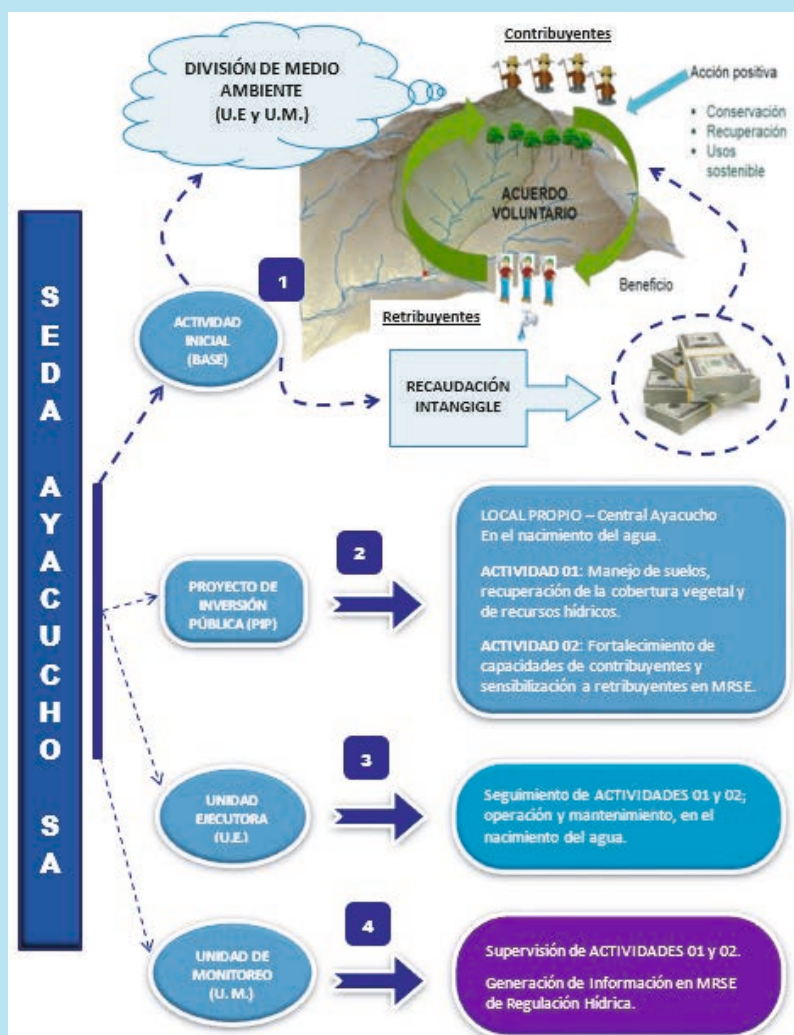 Contribuyentes
DIVISIÓN DE MEDIO
AMBIENTE
(U.E y U.M.)
Acción positiva
• Conservación
• Recuperación
• Usos
sostenible
ACUERDO
VOLUNTARIO
Beneficio
Retribuyentes
SEDA AYACUCHO SA
1
ACTIVIDAD
INICIAL
(BASE)
RECAUDACIÓN
INTANGIGLE
2
PROYECTO DE
INVERSIÓN
PÚBLICA (PIP)
LOCAL PROPIO – Central Ayacucho
En el nacimiento del agua.
ACTIVIDAD 01: Manejo de suelos,
recuperación de la cobertura vegetal y
de recursos hídricos.
ACTIVIDAD 02: Fortalecimiento de
capacidades de contribuyentes y
sensibilización a retribuyentes en MRSE.
3
UNIDAD
EJECUTORA
(U.E.)
Seguimiento de ACTIVIDADES 01 y 02;
operación y mantenimiento, en el
nacimiento del agua.
4
UNIDAD DE
MONITOREO
(U. M.)
Supervisión de ACTIVIDADES 01 y 02.
Generación de Información en MRSE
de Regulación Hídrica.